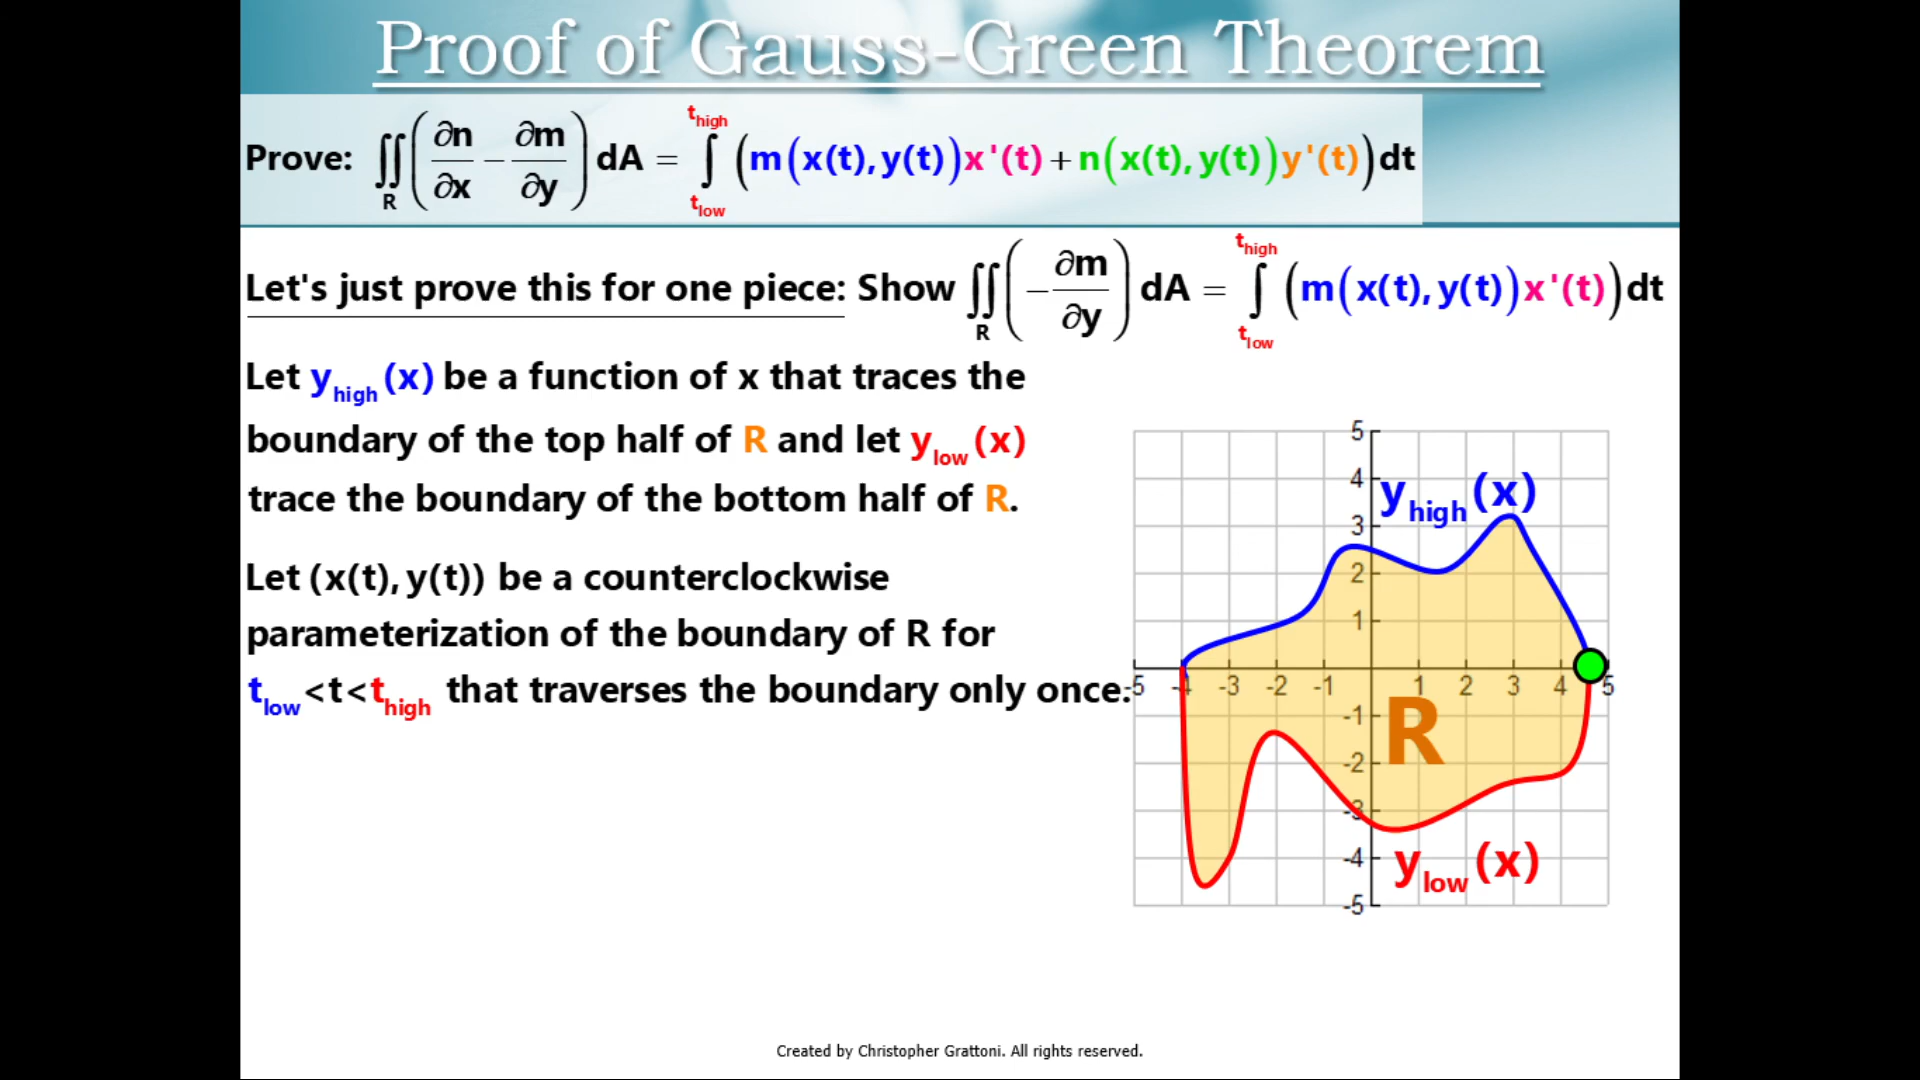 Proof of Gauss-Green Theorem
Prove: ∬_R (∂n/∂x − ∂m/∂y) dA = ∫_{t_low}^{t_high} (m(x(t),y(t))x'(t) + n(x(t),y(t))y'(t))dt
Let's just prove this for one piece: Show ∬_R (−∂m/∂y) dA = ∫_{t_low}^{t_high} (m(x(t),y(t))x'(t))dt
Let y_high(x) be a function of x that traces the
boundary of the top half of R and let y_low(x)
trace the boundary of the bottom half of R.
Let (x(t),y(t)) be a counterclockwise
parameterization of the boundary of R for
t_low<t<t_high that traverses the boundary only once:
5
4
y_high(x)
3
2
1
-5 -4 -3 -2 -1 1 2 3 4 5
-1
R
-2
-3
-4
y_low(x)
-5
Created by Christopher Grattoni. All rights reserved.